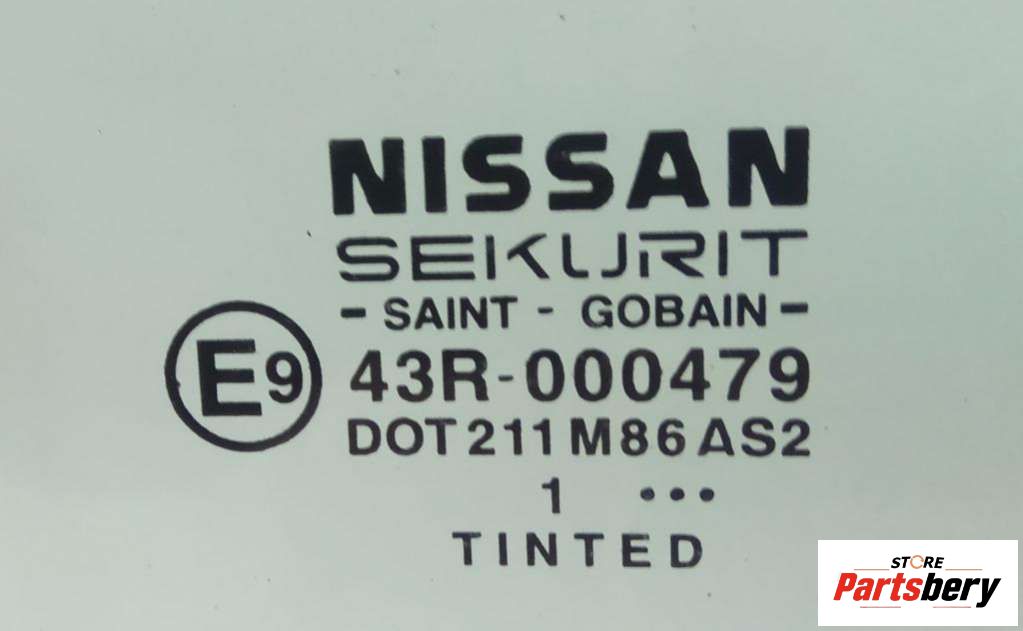 NISSAN
SEKURIT
- SAINT - GOBAIN -
E9 43R-000479
DOT 211 M86 AS2
1 ...
TINTED
STORE
Partsbery